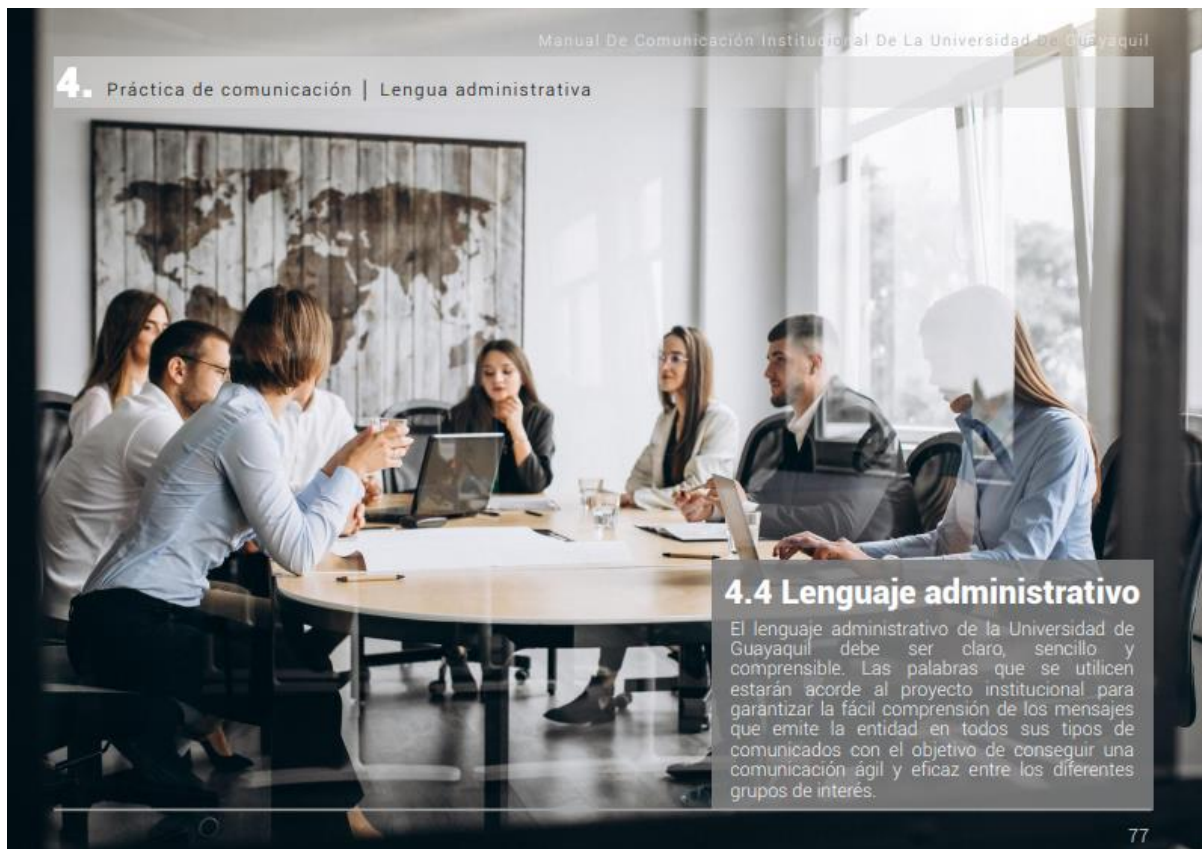 Manual De Comunicación Institucional De La Universidad De Guayaquil
4. Práctica de comunicación | Lengua administrativa
4.4 Lenguaje administrativo
El lenguaje administrativo de la Universidad de
Guayaquil debe ser claro, sencillo y
comprensible. Las palabras que se utilicen
estarán acorde al proyecto institucional para
garantizar la fácil comprensión de los mensajes
que emite la entidad en todos sus tipos de
comunicados con el objetivo de conseguir una
comunicación ágil y eficaz entre los diferentes
grupos de interés.
77